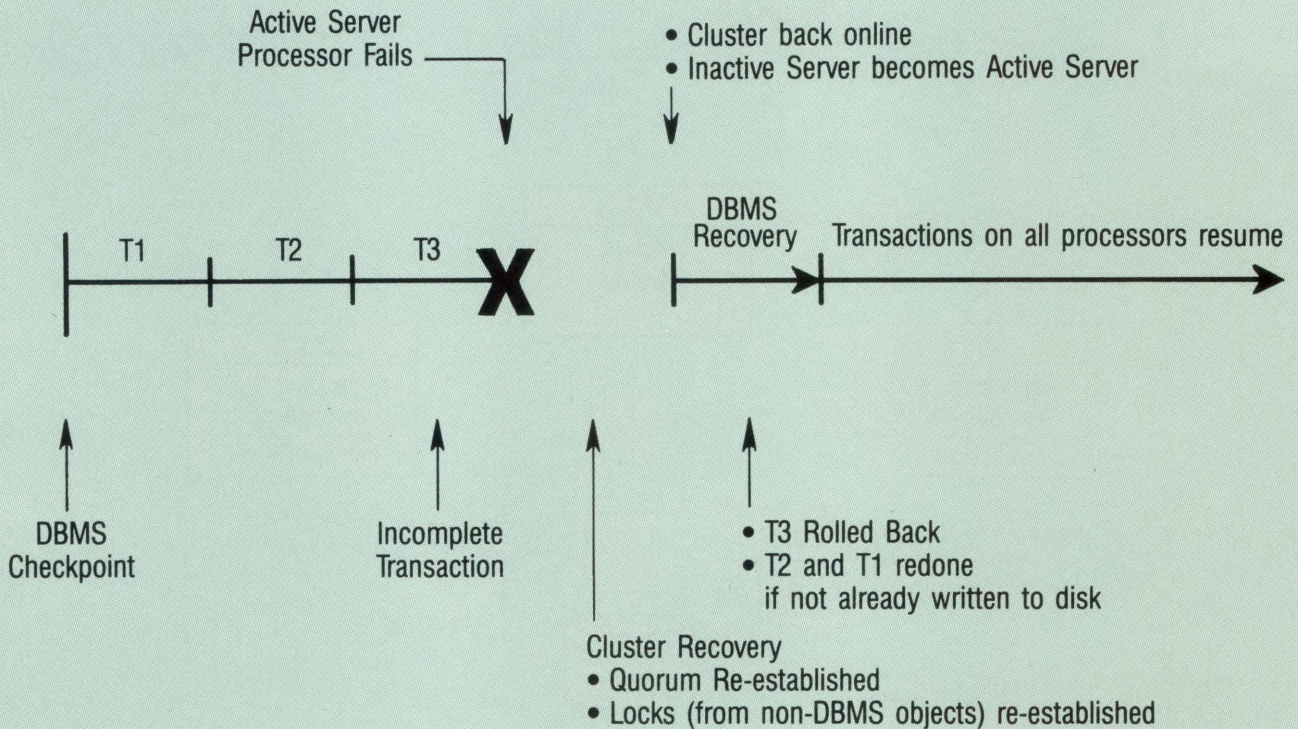 Active Server
Processor Fails
• Cluster back online
• Inactive Server becomes Active Server
T1
T2
T3
DBMS
Recovery
Transactions on all processors resume
DBMS
Checkpoint
Incomplete
Transaction
• T3 Rolled Back
• T2 and T1 redone
if not already written to disk
Cluster Recovery
• Quorum Re-established
• Locks (from non-DBMS objects) re-established